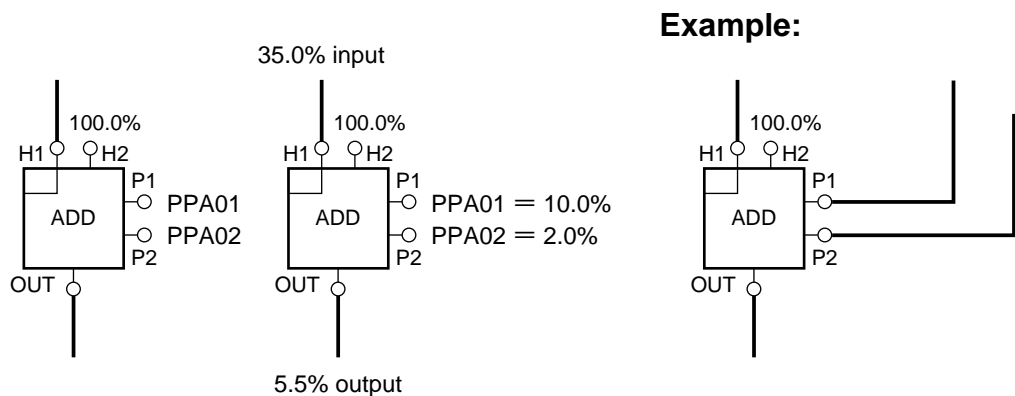 Example:
35.0% input
100.0%
H1 H2
P1
ADD
PPA01
PPA02
P2
OUT
100.0%
H1 H2
P1
ADD
PPA01 = 10.0%
PPA02 = 2.0%
P2
OUT
5.5% output
100.0%
H1 H2
P1
ADD
P2
OUT